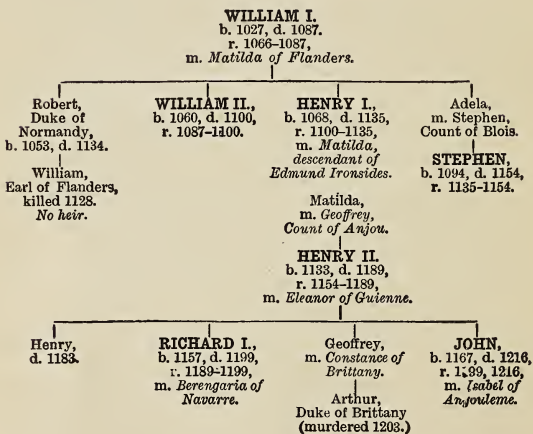 WILLIAM I.
b. 1027, d. 1087.
r. 1066–1087,
m. Matilda of Flanders.
Robert,
Duke of
Normandy,
b. 1053, d. 1134.
William,
Earl of Flanders,
killed 1128.
No heir.
WILLIAM II.,
b. 1060, d. 1100,
r. 1087–1100.
HENRY I.,
b. 1068, d. 1135,
r. 1100–1135,
m. Matilda,
descendant of
Edmund Ironsides.
Adela,
m. Stephen,
Count of Blois.
STEPHEN,
b. 1094, d. 1154,
r. 1135–1154.
Matilda,
m. Geoffrey,
Count of Anjou.
HENRY II.
b. 1133, d. 1189,
r. 1154–1189,
m. Eleanor of Guienne.
Henry,
d. 1183.
RICHARD I.,
b. 1157, d. 1199,
r. 1189–1199,
m. Berengaria of
Navarre.
Geoffrey,
m. Constance of
Brittany.
Arthur,
Duke of Brittany
(murdered 1203.)
JOHN,
b. 1167, d. 1216,
r. 1199, 1216,
m. Isabel of
Angouleme.